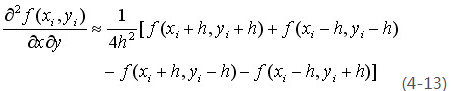 ∂²f(xᵢ,yᵢ)/∂x∂y ≈ 1/4h² [f(xᵢ+h,yᵢ+h)+f(xᵢ−h,yᵢ−h)
−f(xᵢ+h,yᵢ−h)−f(xᵢ−h,yᵢ+h)]
(4-13)